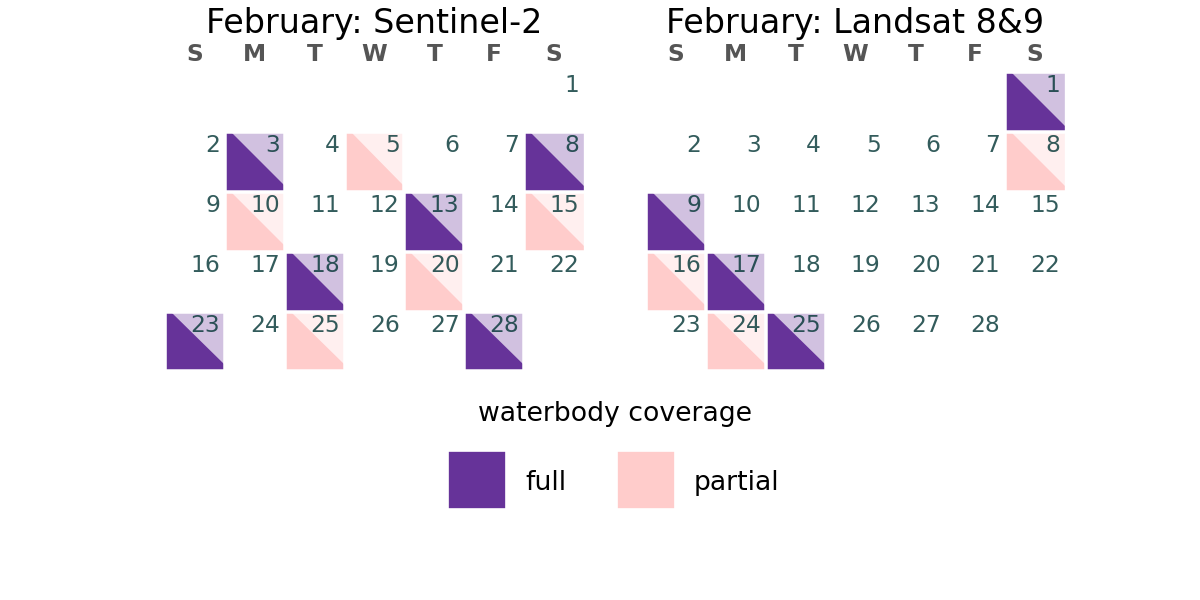 February: Sentinel-2
S M T W T F S
1
2 3 4 5 6 7 8
9 10 11 12 13 14 15
16 17 18 19 20 21 22
23 24 25 26 27 28
February: Landsat 8&9
S M T W T F S
1
2 3 4 5 6 7 8
9 10 11 12 13 14 15
16 17 18 19 20 21 22
23 24 25 26 27 28
waterbody coverage
full
partial